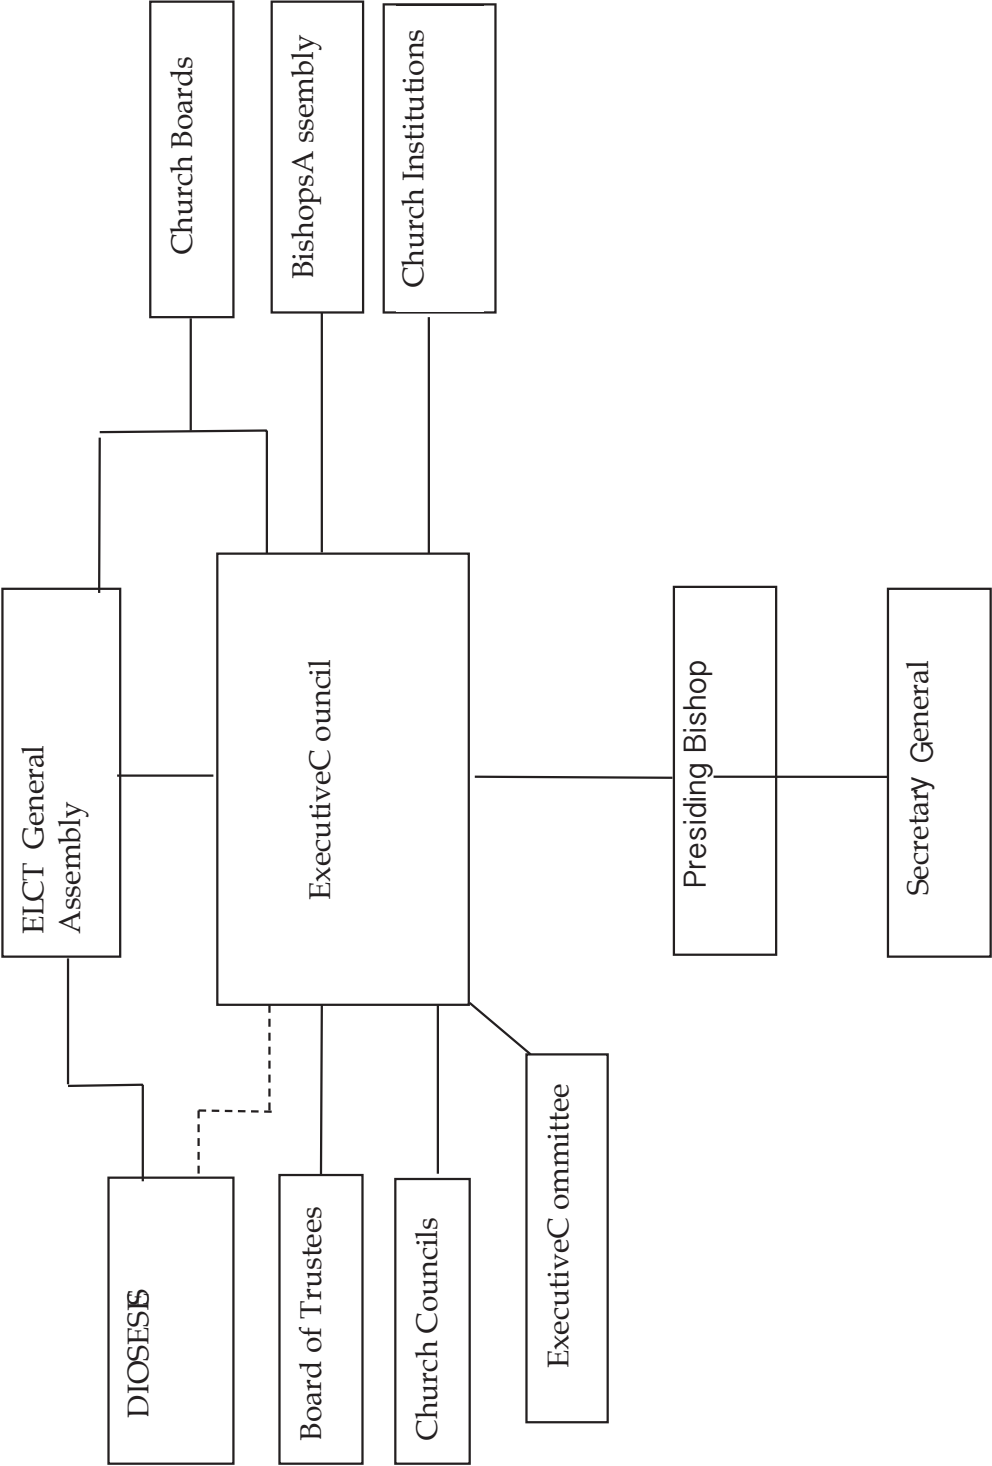 ELCT General
Assembly
DIOSESES
Church Boards
Board of Trustees
ExecutiveC ouncil
BishopsA ssembly
Church Councils
Church Institutions
ExecutiveC ommittee
Presiding Bishop
Secretary General